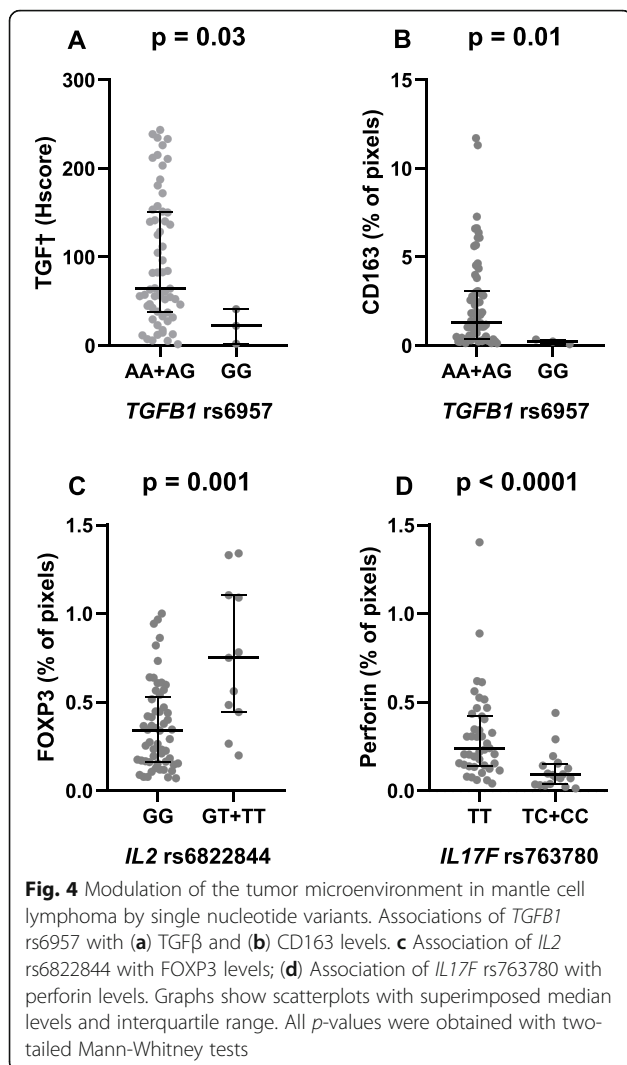 A
p = 0.03
300
200
100
0
TGF† (Hscore)
AA+AG
GG
TGFB1 rs6957
B
p = 0.01
15
10
5
0
CD163 (% of pixels)
AA+AG
GG
TGFB1 rs6957
C
p = 0.001
1.5
1.0
0.5
0.0
FOXP3 (% of pixels)
GG
GT+TT
IL2 rs6822844
D
p < 0.0001
1.5
1.0
0.5
0.0
Perforin (% of pixels)
TT
TC+CC
IL17F rs763780
Fig. 4 Modulation of the tumor microenvironment in mantle cell
lymphoma by single nucleotide variants. Associations of TGFB1
rs6957 with (a) TGFβ and (b) CD163 levels. c Association of IL2
rs6822844 with FOXP3 levels; (d) Association of IL17F rs763780 with
perforin levels. Graphs show scatterplots with superimposed median
levels and interquartile range. All p-values were obtained with two-
tailed Mann-Whitney tests